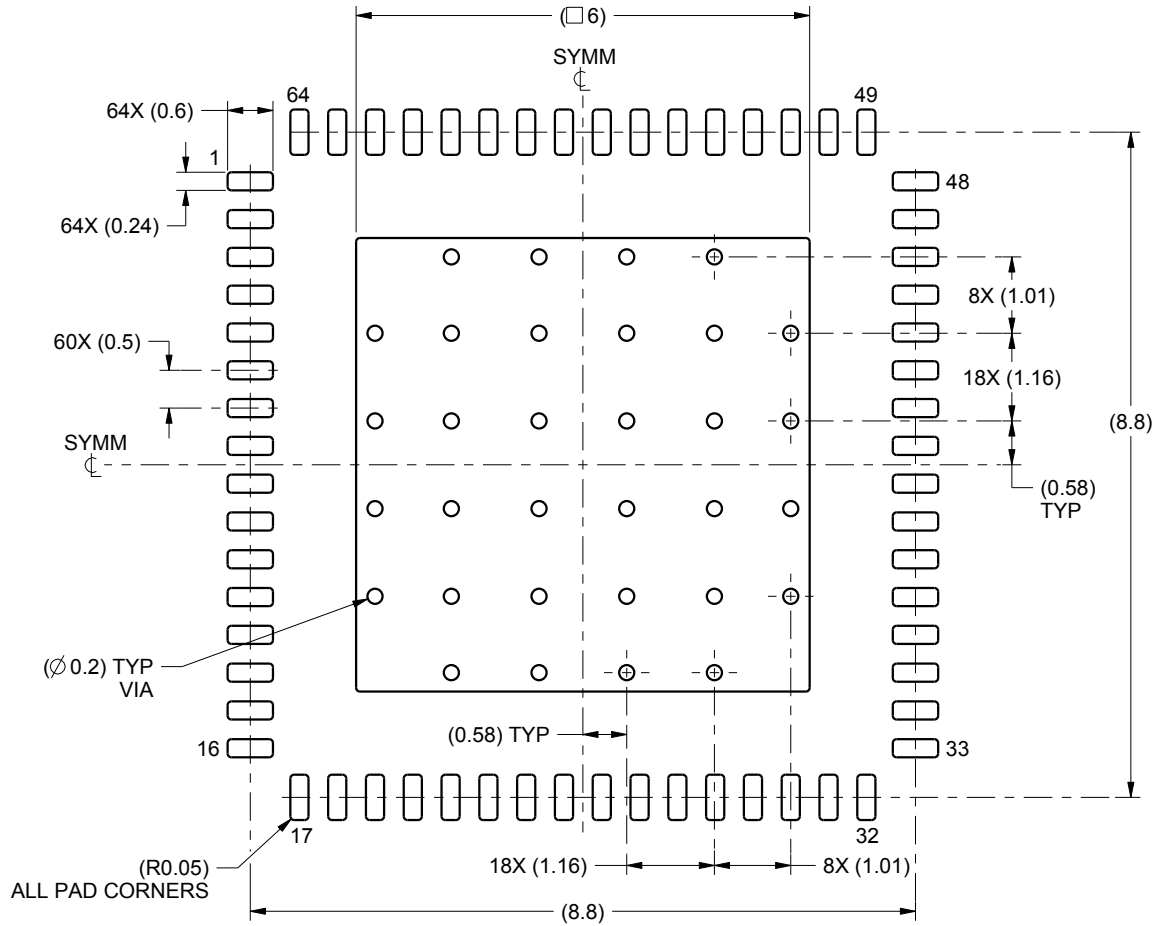 (□ 6)
SYMM
℄
64X (0.6)
64
49
1
48
64X (0.24)
8X (1.01)
60X (0.5)
18X (1.16)
(8.8)
SYMM
℄
(0.58)
TYP
(∅ 0.2) TYP
VIA
(0.58) TYP
16
33
17
32
(R0.05)
ALL PAD CORNERS
18X (1.16)
8X (1.01)
(8.8)